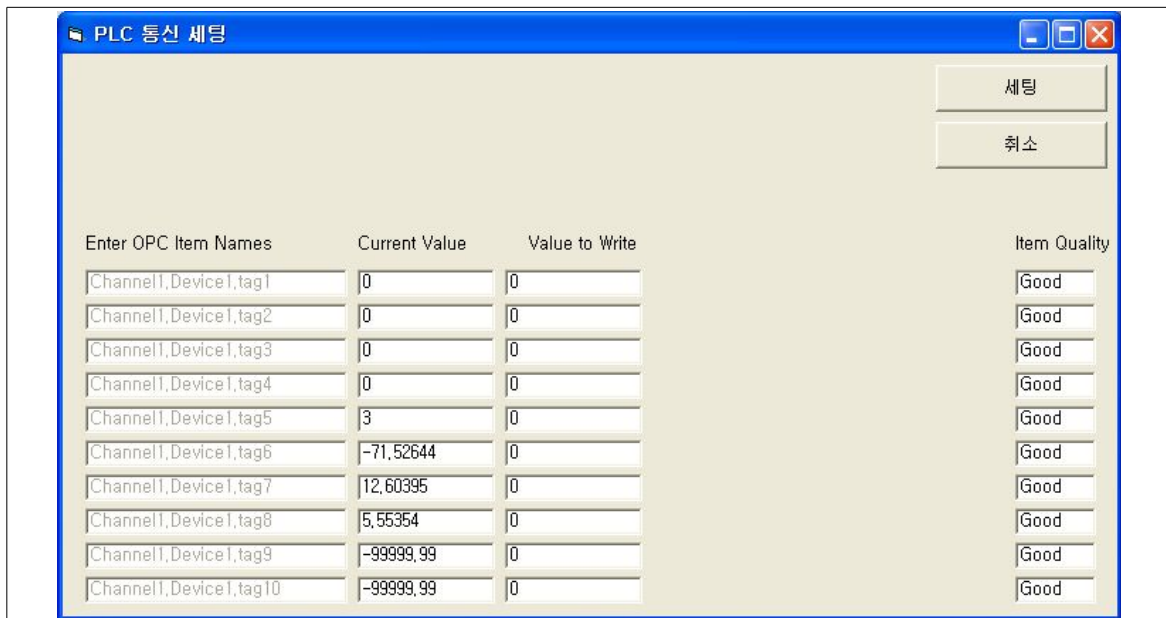 PLC 통신 세팅
세팅
취소
Enter OPC Item Names Current Value Value to Write Item Quality
Channel1,Device1,tag1 0 0 Good
Channel1,Device1,tag2 0 0 Good
Channel1,Device1,tag3 0 0 Good
Channel1,Device1,tag4 0 0 Good
Channel1,Device1,tag5 3 0 Good
Channel1,Device1,tag6 -71,52644 0 Good
Channel1,Device1,tag7 12,60395 0 Good
Channel1,Device1,tag8 5,55354 0 Good
Channel1,Device1,tag9 -99999,99 0 Good
Channel1,Device1,tag10 -99999,99 0 Good